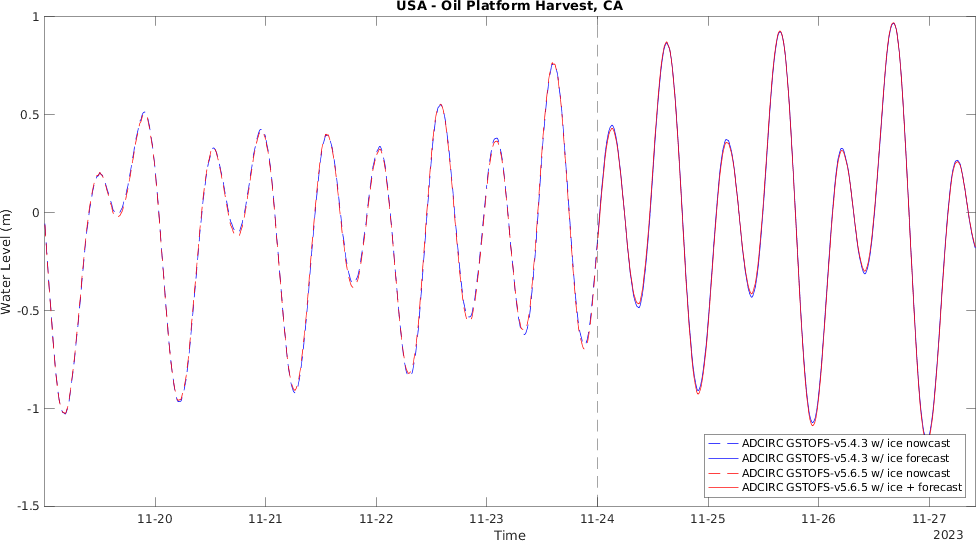 USA - Oil Platform Harvest, CA
1
0.5
0
-0.5
-1
-1.5
Water Level (m)
ADCIRC GSTOFS-v5.4.3 w/ ice nowcast
ADCIRC GSTOFS-v5.4.3 w/ ice forecast
ADCIRC GSTOFS-v5.6.5 w/ ice nowcast
ADCIRC GSTOFS-v5.6.5 w/ ice + forecast
11-20 11-21 11-22 11-23 11-24 11-25 11-26 11-27
Time
2023